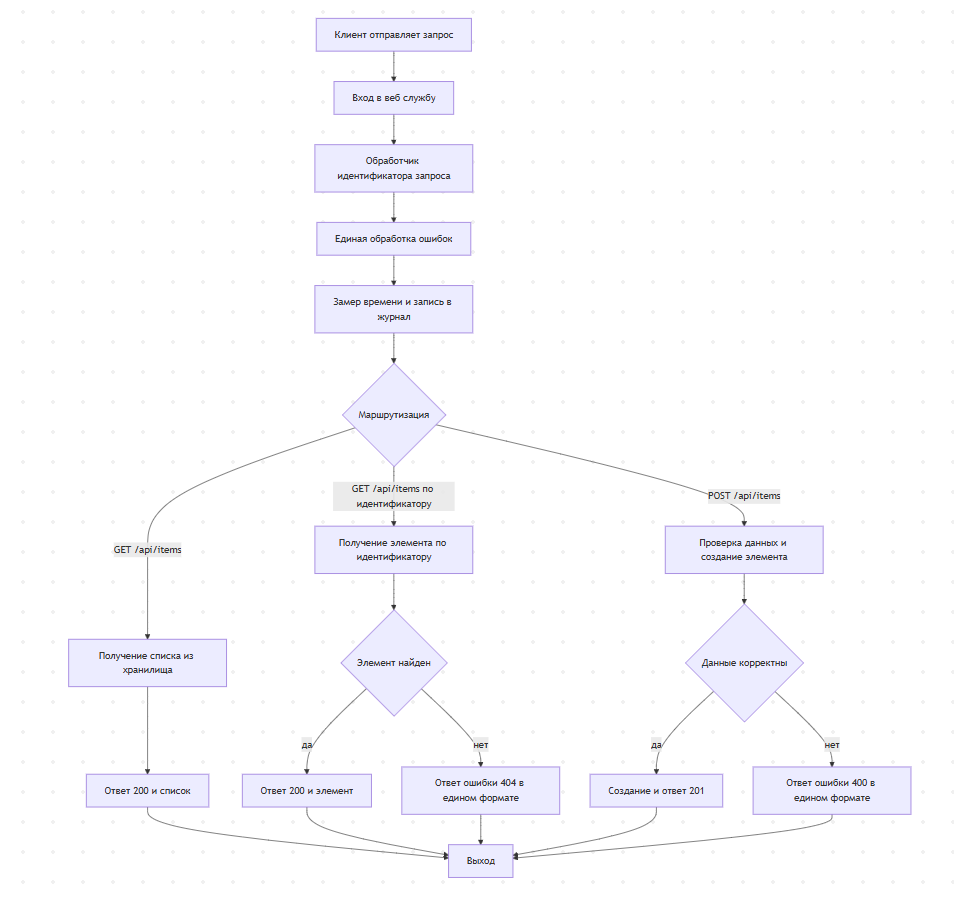 Клиент отправляет запрос
Вход в веб службу
Обработчик
идентификатора запроса
Единая обработка ошибок
Замер времени и запись в
журнал
Маршрутизация
GET /api/items по
идентификатору
POST /api/items
GET /api/items
Получение элемента по
идентификатору
Проверка данных и
создание элемента
Получение списка из
хранилища
Элемент найден
Данные корректны
да
нет
да
нет
Ответ 200 и список
Ответ 200 и элемент
Ответ ошибки 404 в
едином формате
Создание и ответ 201
Ответ ошибки 400 в
едином формате
Выход